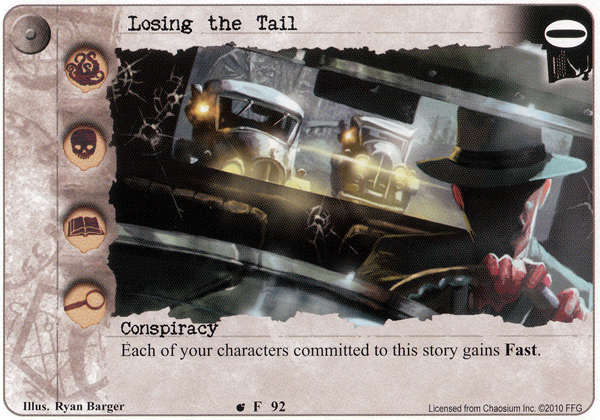 Losing the Tail
0
Conspiracy
Each of your characters committed to this story gains Fast.
Illus. Ryan Barger
F 92
Licensed from Chaosium Inc. ©2010 FFG